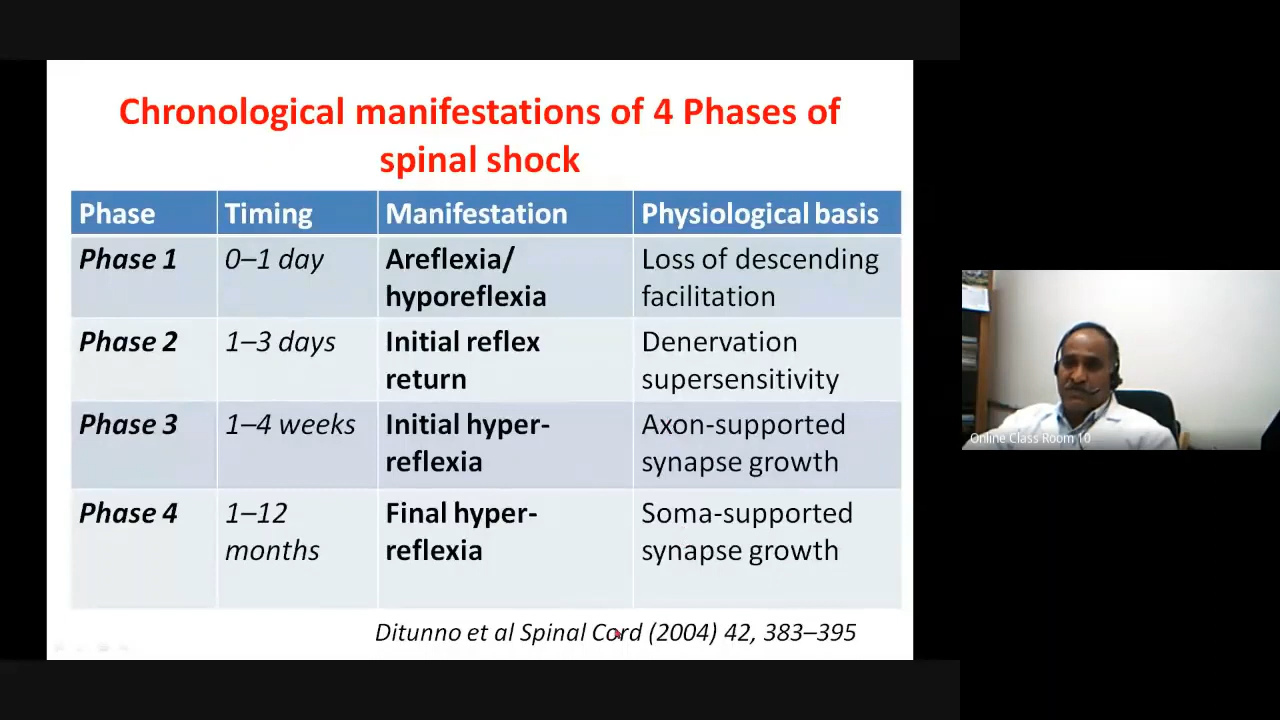 Chronological manifestations of 4 Phases of
spinal shock
Phase Timing Manifestation Physiological basis
Phase 1 0–1 day Areflexia/ Loss of descending
hyporeflexia facilitation
Phase 2 1–3 days Initial reflex Denervation
return supersensitivity
Phase 3 1–4 weeks Initial hyper- Axon-supported
reflexia synapse growth
Phase 4 1–12 Final hyper- Soma-supported
months reflexia synapse growth
Ditunno et al Spinal Cord (2004) 42, 383–395
Online Class Room 10